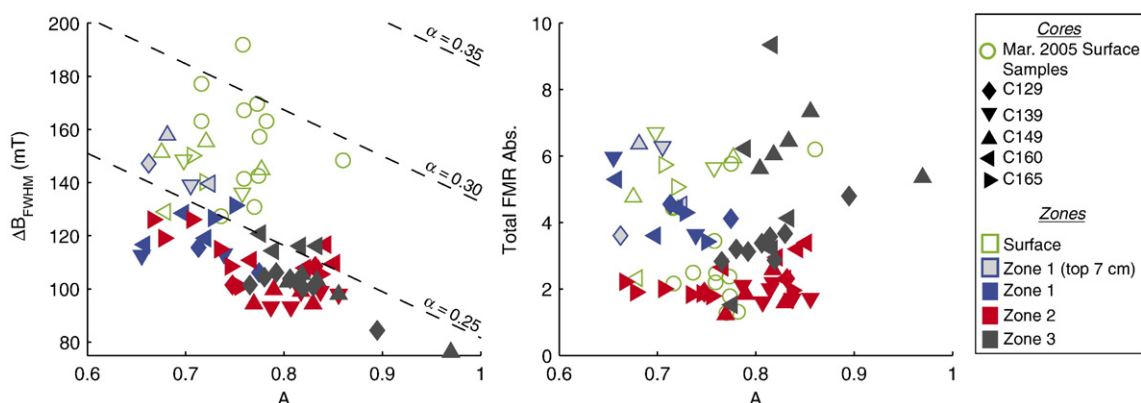 200
180
160
140
120
100
80
ΔB_FWHM (mT)
0.6 0.7 0.8 0.9 1
A
α = 0.35
α = 0.30
α = 0.25
10
8
6
4
2
0
Total FMR Abs.
0.6 0.7 0.8 0.9 1
A
Cores
Mar. 2005 Surface
Samples
C129
C139
C149
C160
C165
Zones
Surface
Zone 1 (top 7 cm)
Zone 1
Zone 2
Zone 3